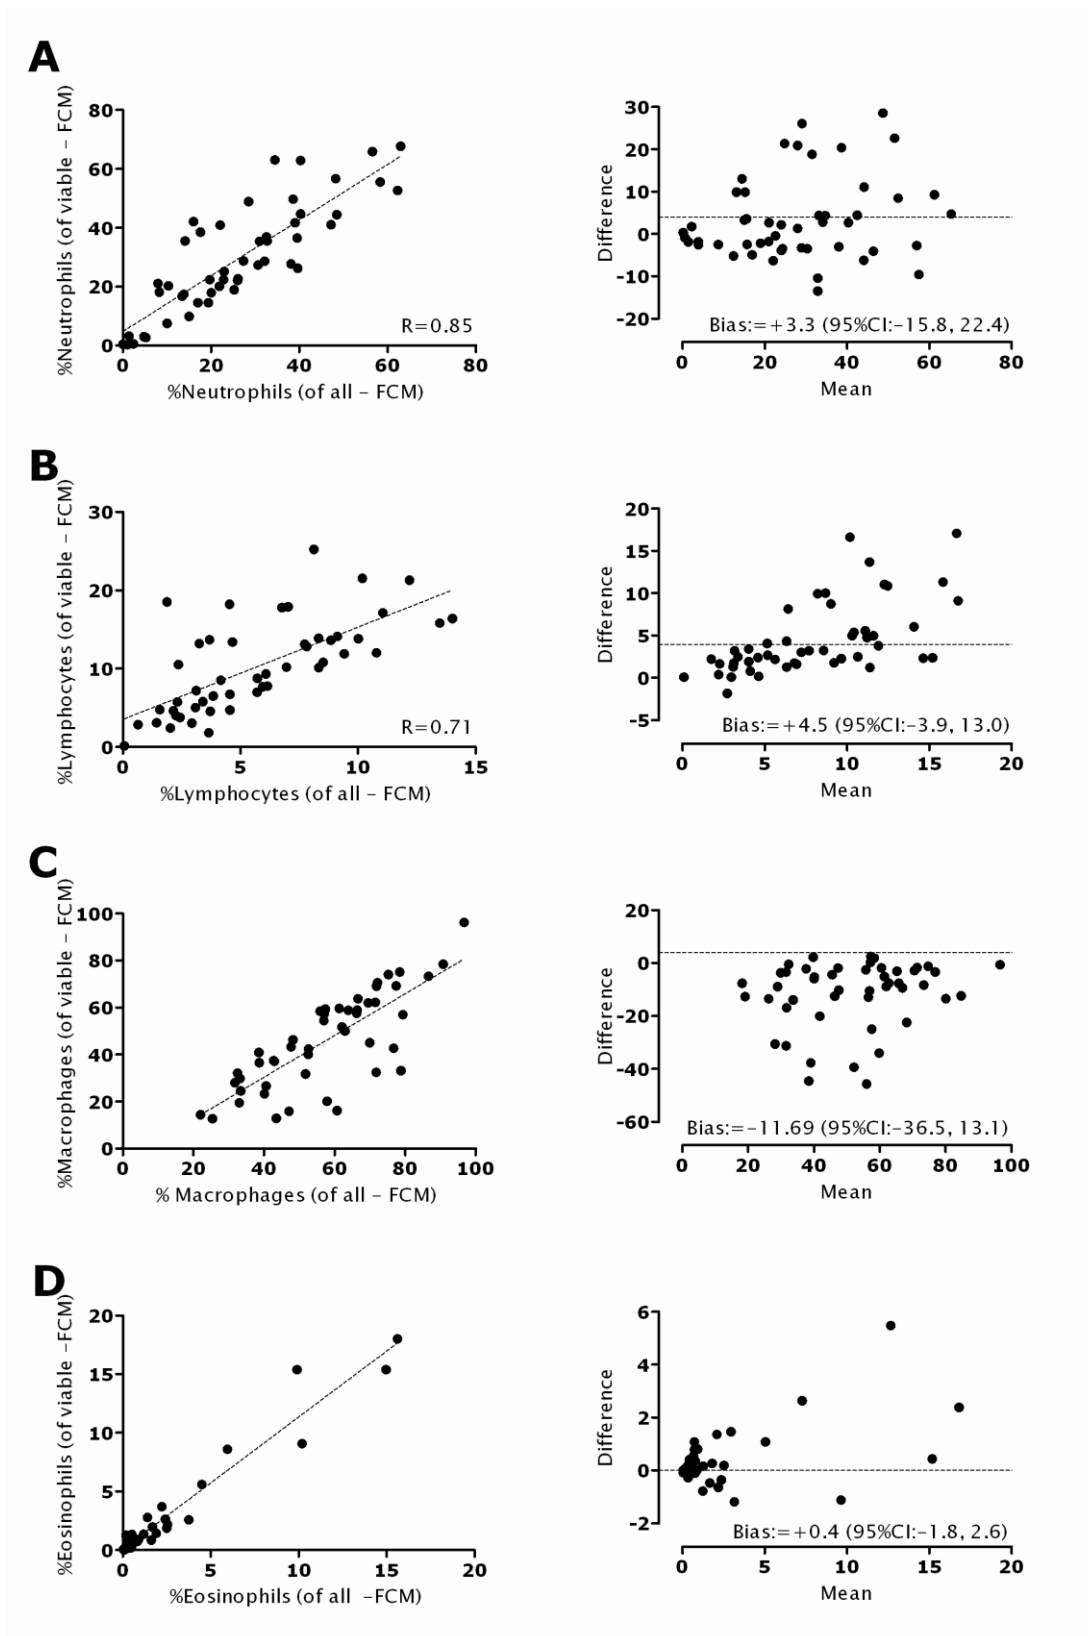 A
%Neutrophils (of viable – FCM)
80
60
40
20
0
R=0.85
0 20 40 60 80
%Neutrophils (of all – FCM)
Difference
30
20
10
0
-10
-20
Bias:=+3.3 (95%CI:-15.8, 22.4)
0 20 40 60 80
Mean
B
%Lymphocytes (of viable – FCM)
30
20
10
0
R=0.71
0 5 10 15
%Lymphocytes (of all – FCM)
Difference
20
15
10
5
0
-5
Bias:=+4.5 (95%CI:-3.9, 13.0)
0 5 10 15 20
Mean
C
%Macrophages (of viable – FCM)
100
80
60
40
20
0
0 20 40 60 80 100
% Macrophages (of all – FCM)
Difference
20
0
-20
-40
-60
Bias:=-11.69 (95%CI:-36.5, 13.1)
0 20 40 60 80 100
Mean
D
%Eosinophils (of viable –FCM)
20
15
10
5
0
0 5 10 15 20
%Eosinophils (of all –FCM)
Difference
6
4
2
0
-2
Bias:=+0.4 (95%CI:-1.8, 2.6)
0 5 10 15 20
Mean